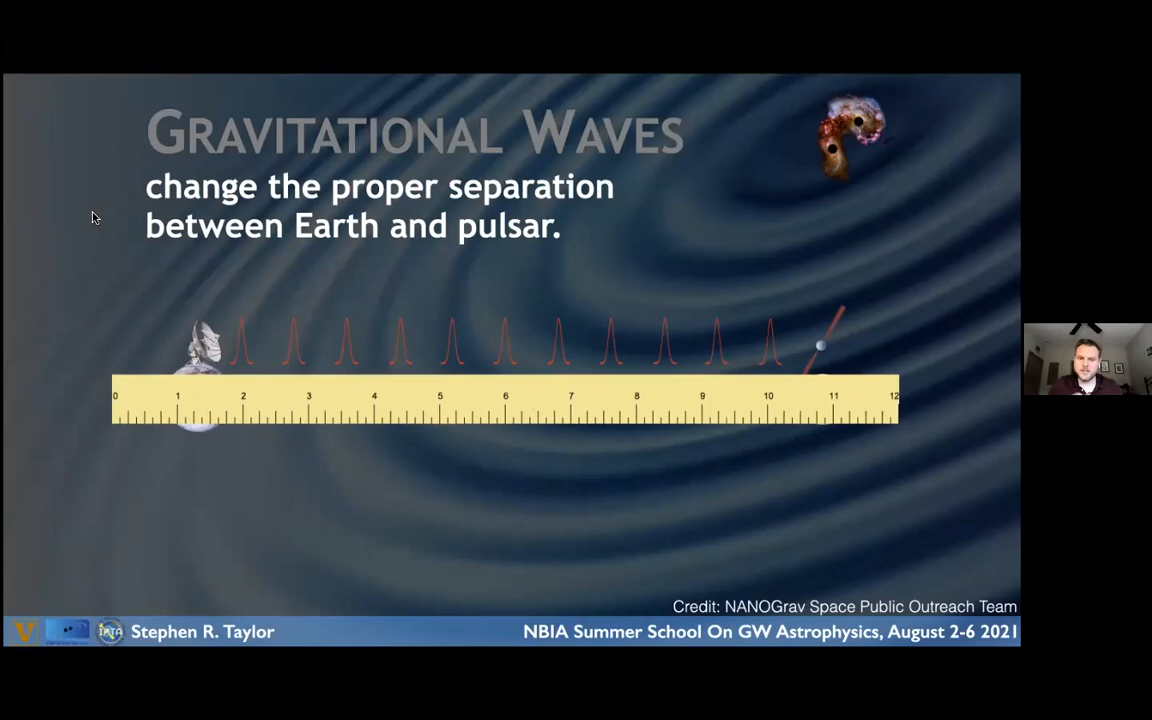 GRAVITATIONAL WAVES
change the proper separation
between Earth and pulsar.
0 1 2 3 4 5 6 7 8 9 10 11 12
Credit: NANOGrav Space Public Outreach Team
V IPTA Stephen R. Taylor NBIA Summer School On GW Astrophysics, August 2-6 2021